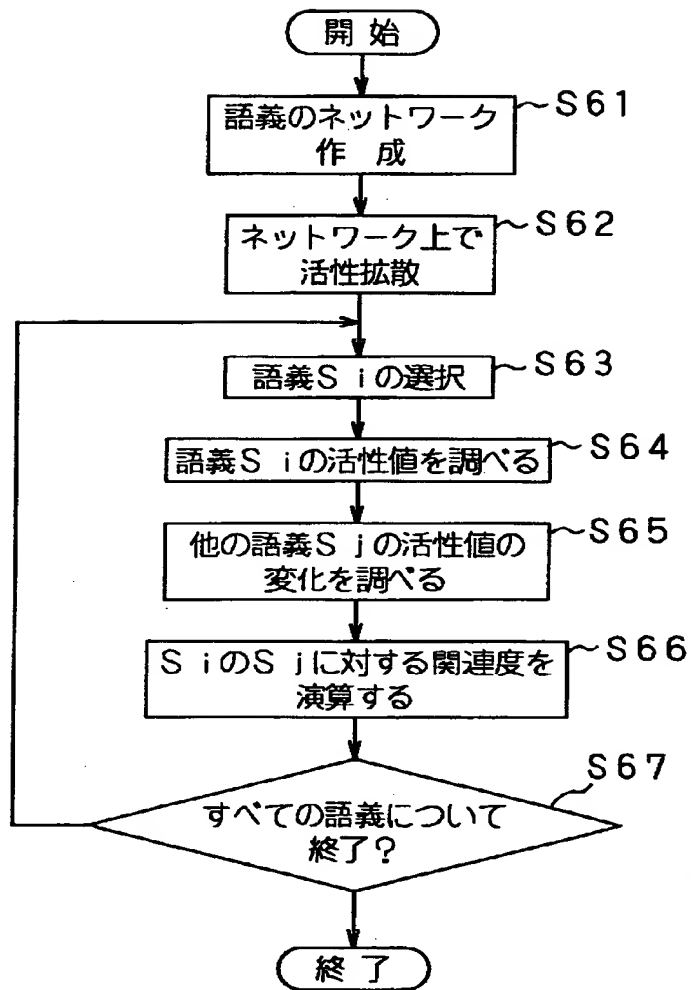 開始
語義のネットワーク
作成
S61
ネットワーク上で
活性拡散
S62
語義Siの選択
S63
語義Siの活性値を調べる
S64
他の語義Sjの活性値の
変化を調べる
S65
SiのSjに対する関連度を
演算する
S66
すべての語義について
終了?
S67
終了